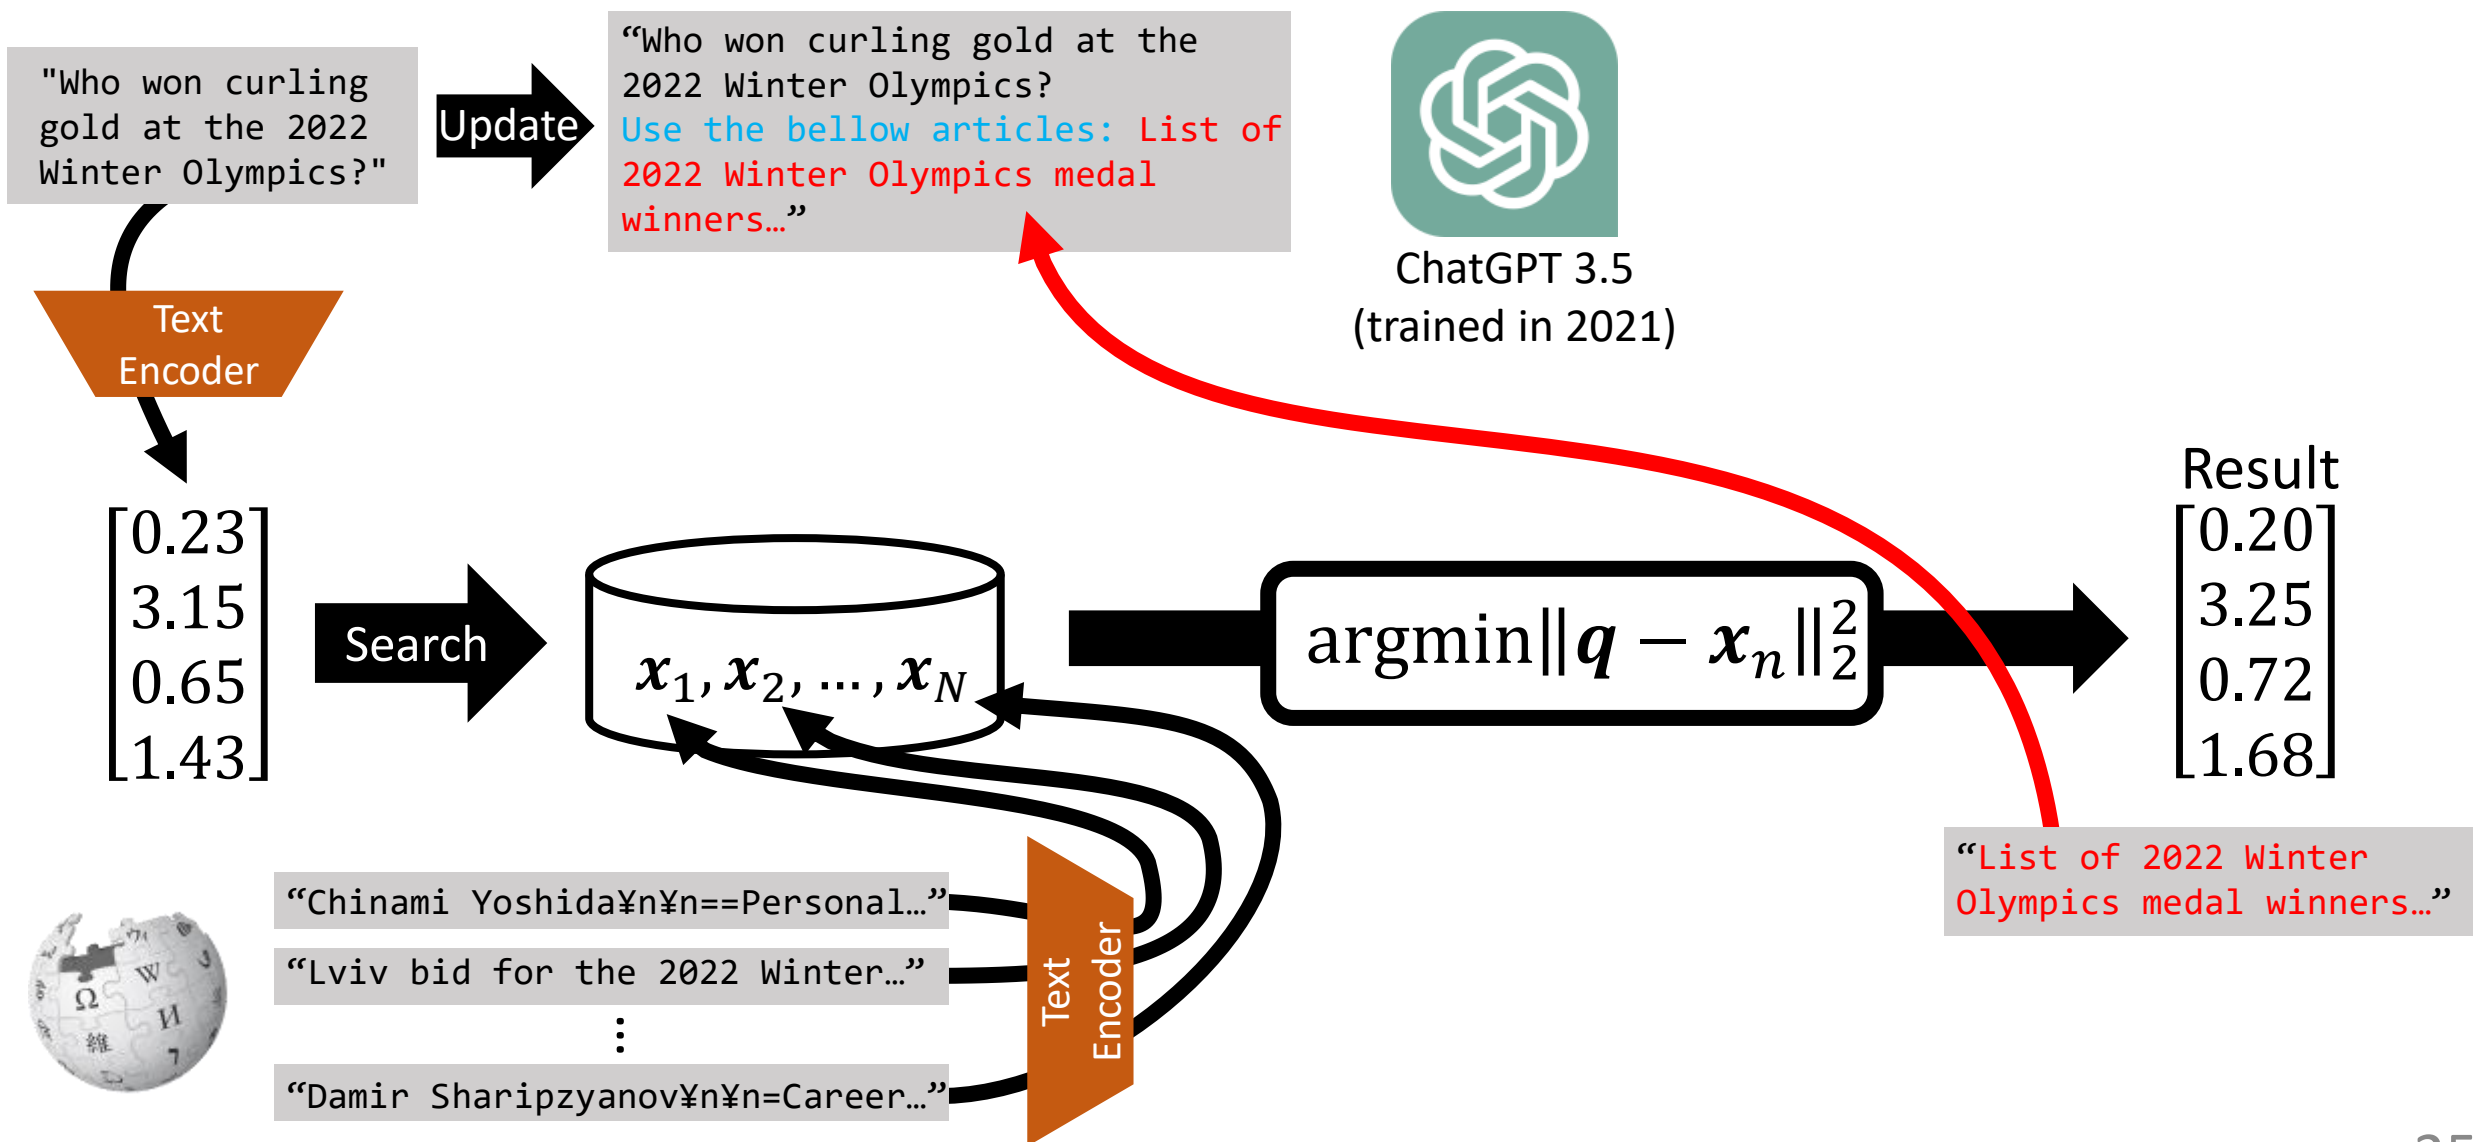 "Who won curling
gold at the 2022
Winter Olympics?"
Update
“Who won curling gold at the
2022 Winter Olympics?
Use the bellow articles: List of
2022 Winter Olympics medal
winners…”
ChatGPT 3.5
(trained in 2021)
Text
Encoder
0.23
3.15
0.65
1.43
Search
x₁, x₂, … , x_N
argmin‖q − xₙ‖₂²
Result
0.20
3.25
0.72
1.68
“List of 2022 Winter
Olympics medal winners…”
“Chinami Yoshida¥n¥n==Personal…”
“Lviv bid for the 2022 Winter…”
⋮
“Damir Sharipzyanov¥n¥n=Career…”
Text
Encoder
Ω
W
И
維
7